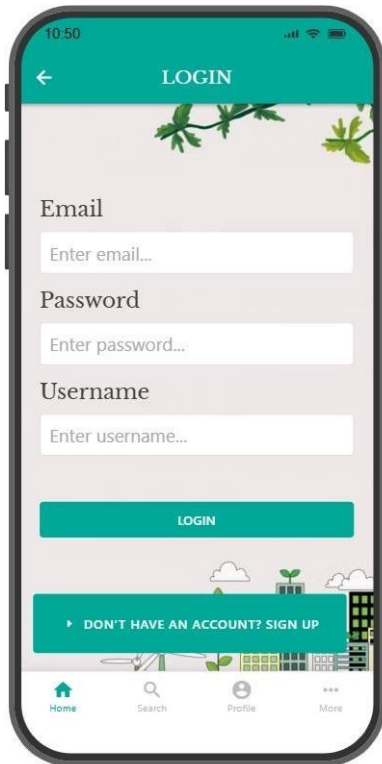 10:50
LOGIN
Email
Enter email...
Password
Enter password...
Username
Enter username...
LOGIN
DON'T HAVE AN ACCOUNT? SIGN UP
Home Search Profile More